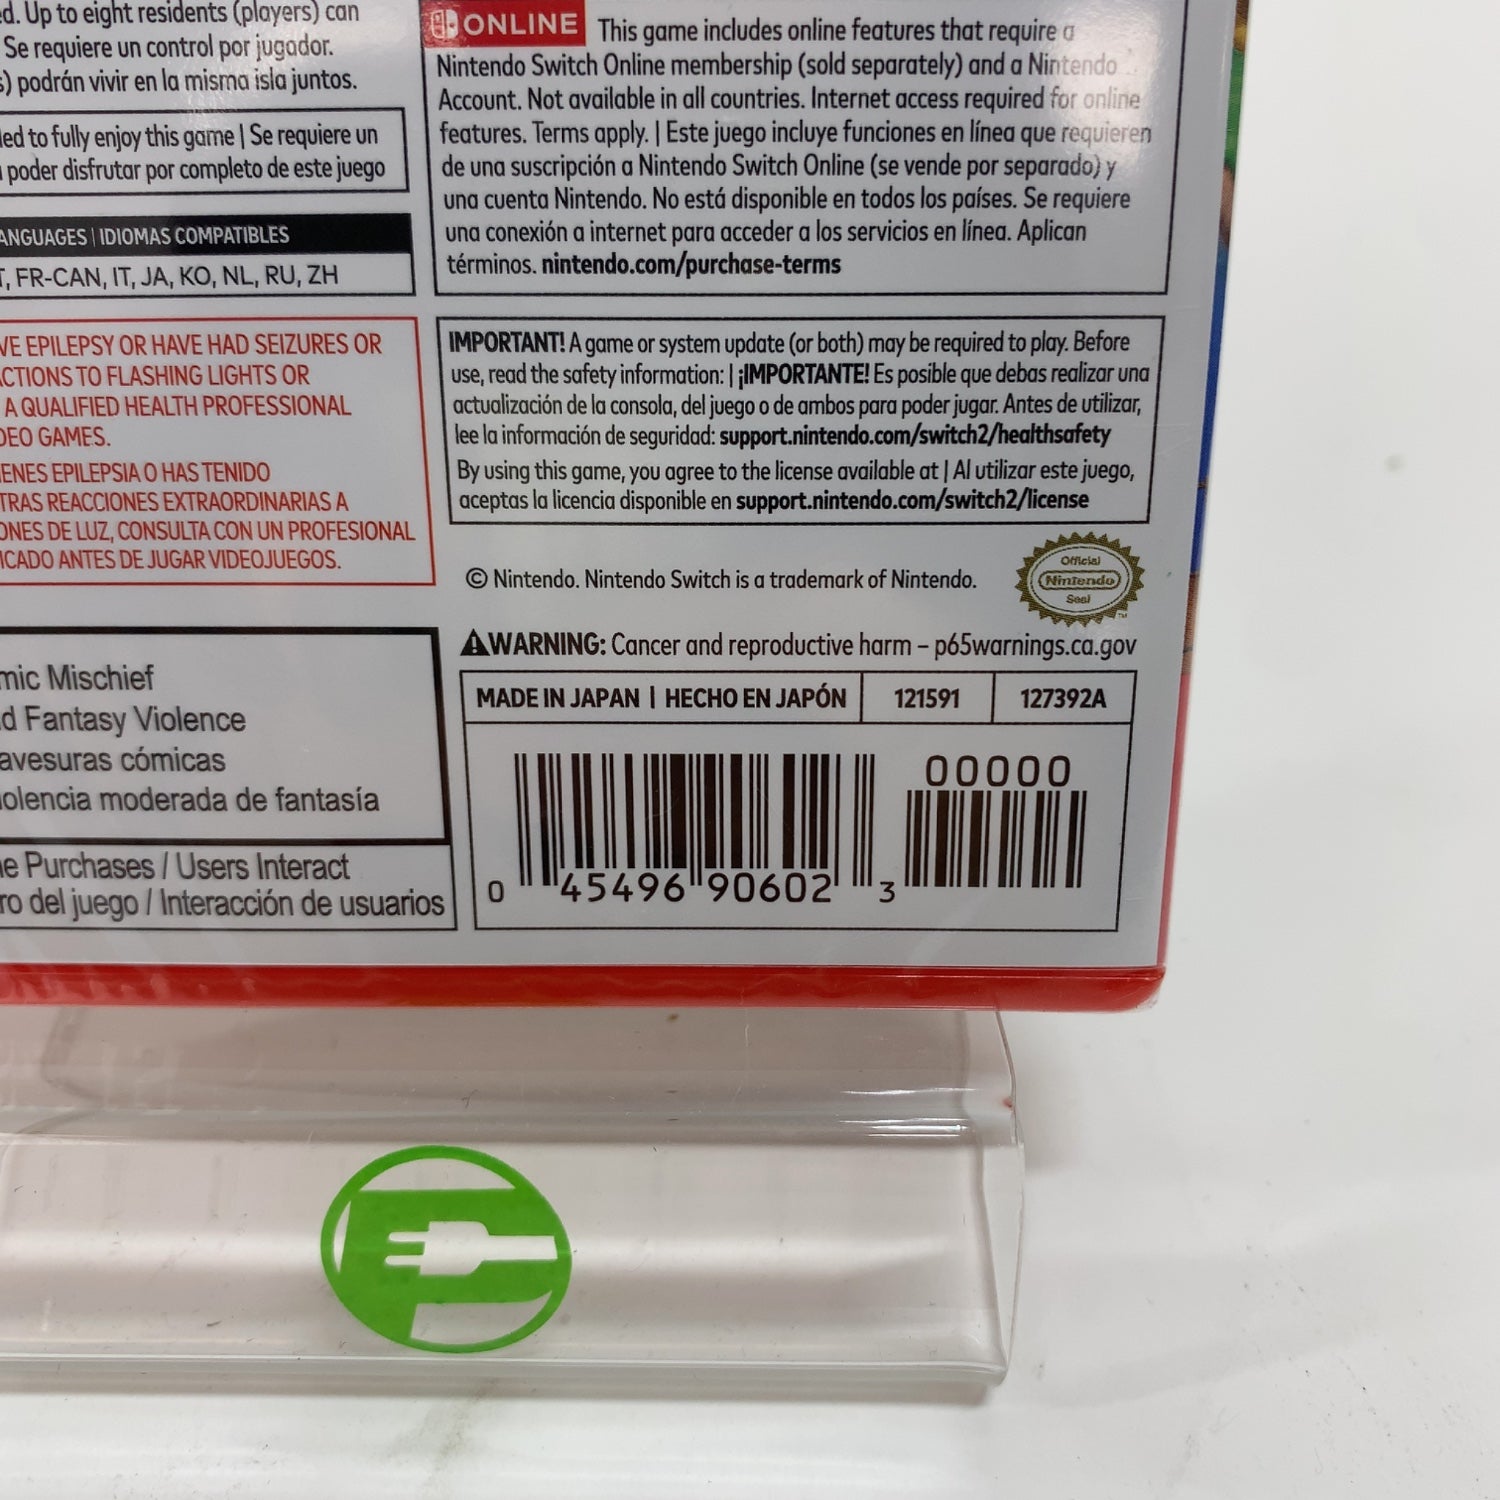 d. Up to eight residents (players) can
Se requiere un control por jugador.
s) podrán vivir en la misma isla juntos.
ed to fully enjoy this game | Se requiere un
poder disfrutar por completo de este juego
ANGUAGES | IDIOMAS COMPATIBLES
T, FR-CAN, IT, JA, KO, NL, RU, ZH
VE EPILEPSY OR HAVE HAD SEIZURES OR
ACTIONS TO FLASHING LIGHTS OR
A QUALIFIED HEALTH PROFESSIONAL
DEO GAMES.
IENES EPILEPSIA O HAS TENIDO
TRAS REACCIONES EXTRAORDINARIAS A
ONES DE LUZ, CONSULTA CON UN PROFESIONAL
ICADO ANTES DE JUGAR VIDEOJUEGOS.
mic Mischief
d Fantasy Violence
avesuras cómicas
olencia moderada de fantasía
e Purchases / Users Interact
ro del juego / Interacción de usuarios
ONLINE This game includes online features that require a
Nintendo Switch Online membership (sold separately) and a Nintendo
Account. Not available in all countries. Internet access required for online
features. Terms apply. | Este juego incluye funciones en línea que requieren
de una suscripción a Nintendo Switch Online (se vende por separado) y
una cuenta Nintendo. No está disponible en todos los países. Se requiere
una conexión a internet para acceder a los servicios en línea. Aplican
términos. nintendo.com/purchase-terms
IMPORTANT! A game or system update (or both) may be required to play. Before
use, read the safety information: | ¡IMPORTANTE! Es posible que debas realizar una
actualización de la consola, del juego o de ambos para poder jugar. Antes de utilizar,
lee la información de seguridad: support.nintendo.com/switch2/healthsafety
By using this game, you agree to the license available at | Al utilizar este juego,
aceptas la licencia disponible en support.nintendo.com/switch2/license
© Nintendo. Nintendo Switch is a trademark of Nintendo.
Official
Nintendo
Seal
TM
⚠WARNING: Cancer and reproductive harm – p65warnings.ca.gov
MADE IN JAPAN | HECHO EN JAPÓN 121591 127392A
00000
0 45496 90602 3